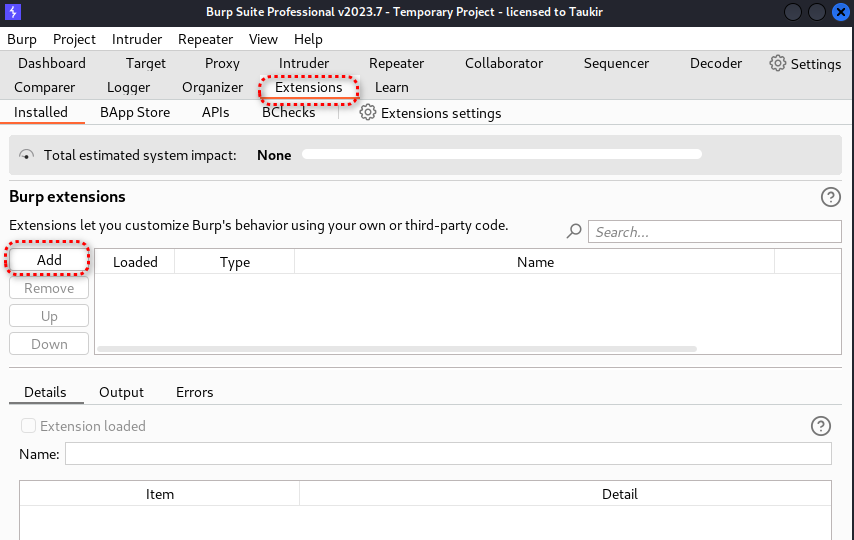 Burp Suite Professional v2023.7 - Temporary Project - licensed to Taukir
Burp Project Intruder Repeater View Help
Dashboard Target Proxy Intruder Repeater Collaborator Sequencer Decoder Settings
Comparer Logger Organizer Extensions Learn
Installed BApp Store APIs BChecks Extensions settings
Total estimated system impact: None
Burp extensions
Extensions let you customize Burp's behavior using your own or third-party code.
Search...
Add Loaded Type Name
Remove
Up
Down
Details Output Errors
Extension loaded
Name:
Item Detail